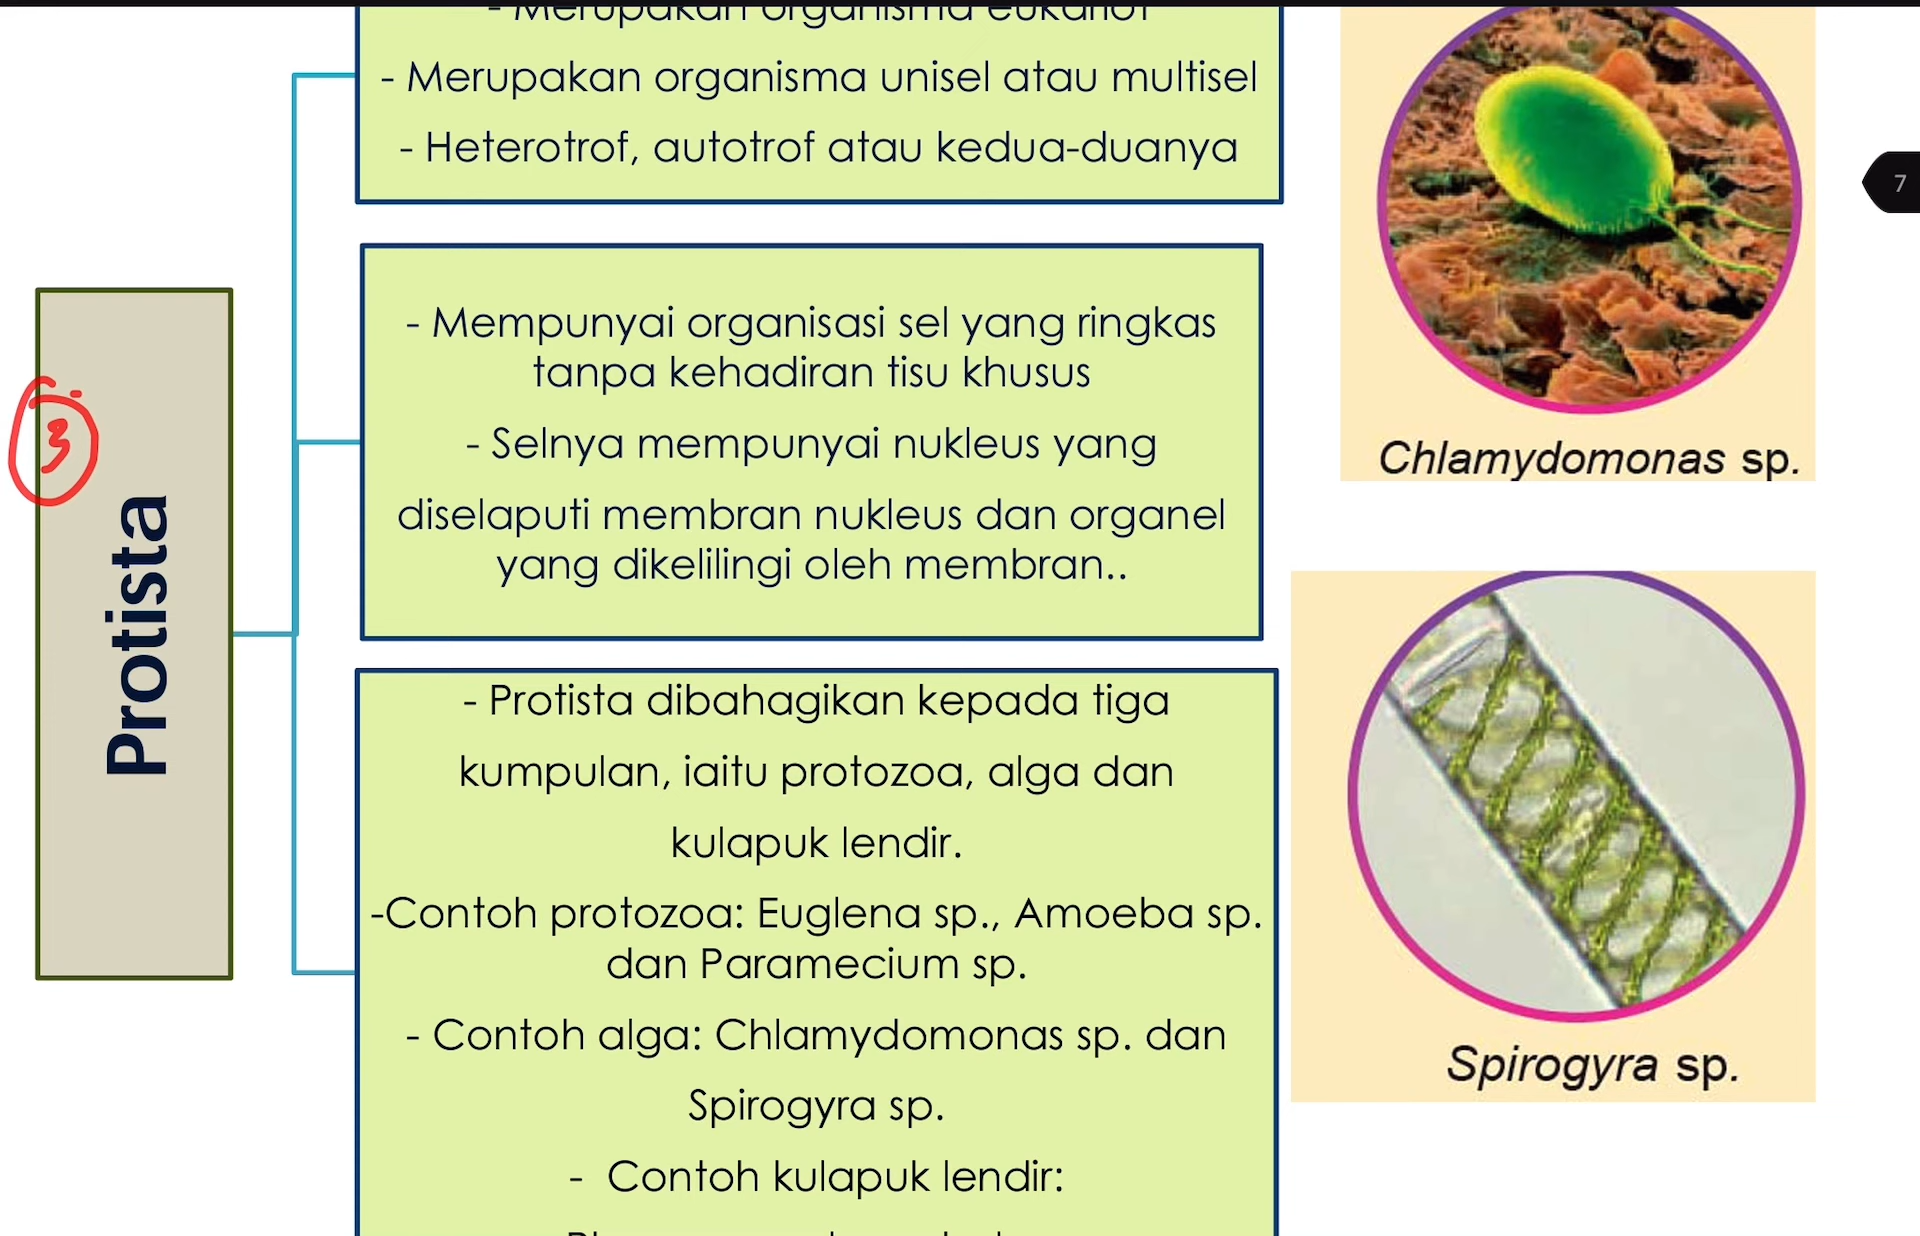 - Merupakan organisma eukariot
- Merupakan organisma unisel atau multisel
- Heterotrof, autotrof atau kedua-duanya
7
- Mempunyai organisasi sel yang ringkas
tanpa kehadiran tisu khusus
- Selnya mempunyai nukleus yang
diselaputi membran nukleus dan organel
yang dikelilingi oleh membran..
Chlamydomonas sp.
3
Protista
- Protista dibahagikan kepada tiga
kumpulan, iaitu protozoa, alga dan
kulapuk lendir.
-Contoh protozoa: Euglena sp., Amoeba sp.
dan Paramecium sp.
- Contoh alga: Chlamydomonas sp. dan
Spirogyra sp.
- Contoh kulapuk lendir:
Spirogyra sp.